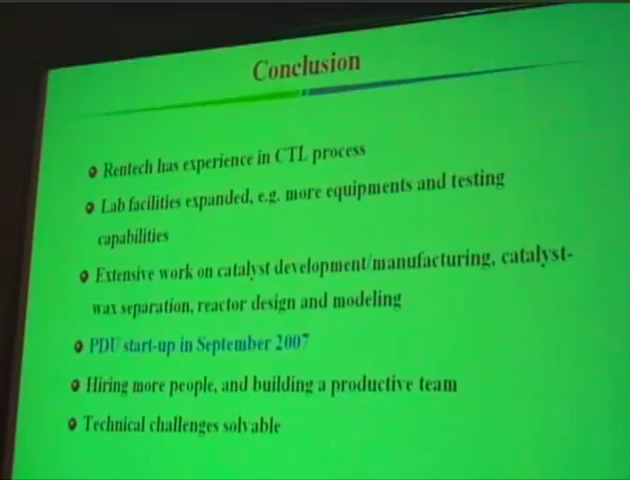 Conclusion
Rentech has experience in CTL process
Lab facilities expanded, e.g. more equipments and testing
capabilities
Extensive work on catalyst development/manufacturing, catalyst-
wax separation, reactor design and modeling
PDU start-up in September 2007
Hiring more people, and building a productive team
Technical challenges solvable